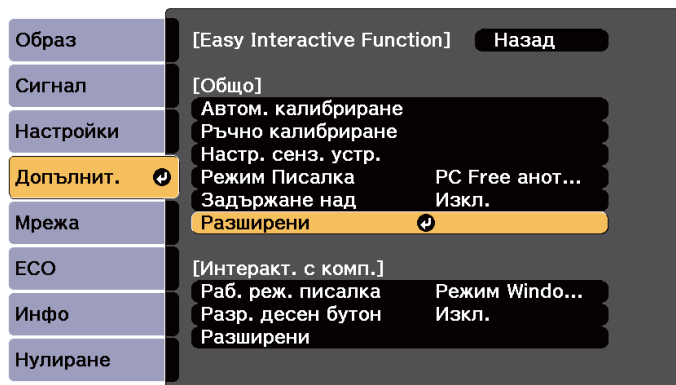 Образ
Сигнал
Настройки
Допълнит.
Мрежа
ECO
Инфо
Нулиране
[Easy Interactive Function] Назад
[Общо]
Автом. калибриране
Ръчно калибриране
Настр. сенз. устр.
Режим Писалка PC Free анот...
Задържане над Изкл.
Разширени
[Интеракт. с комп.]
Раб. реж. писалка Режим Windo...
Разр. десен бутон Изкл.
Разширени